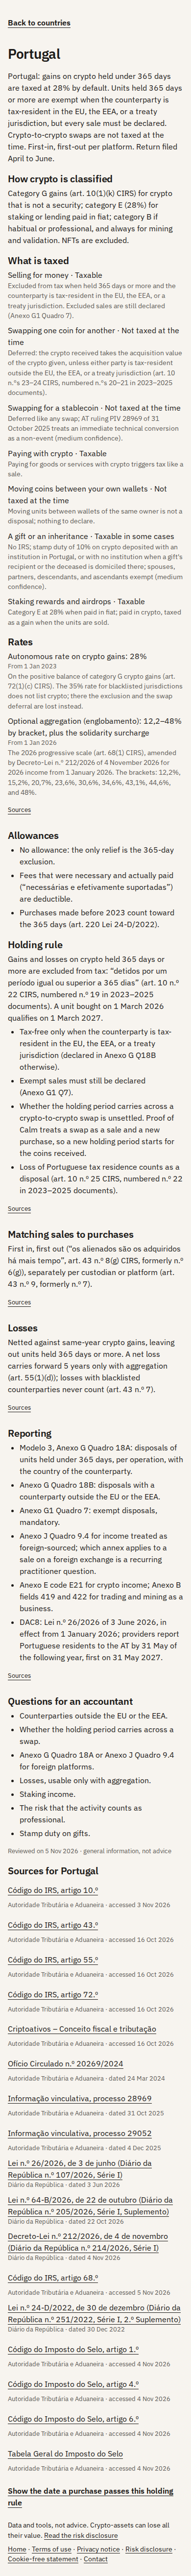 Back to countries
Portugal
Portugal: gains on crypto held under 365 days
are taxed at 28% by default. Units held 365 days
or more are exempt when the counterparty is
tax-resident in the EU, the EEA, or a treaty
jurisdiction, but every sale must be declared.
Crypto-to-crypto swaps are not taxed at the
time. First-in, first-out per platform. Return filed
April to June.
How crypto is classified
Category G gains (art. 10(1)(k) CIRS) for crypto
that is not a security; category E (28%) for
staking or lending paid in fiat; category B if
habitual or professional, and always for mining
and validation. NFTs are excluded.
What is taxed
Selling for money · Taxable
Excluded from tax when held 365 days or more and the
counterparty is tax-resident in the EU, the EEA, or a
treaty jurisdiction. Excluded sales are still declared
(Anexo G1 Quadro 7).
Swapping one coin for another · Not taxed at the
time
Deferred: the crypto received takes the acquisition value
of the crypto given, unless either party is tax-resident
outside the EU, the EEA, or a treaty jurisdiction (art. 10
n.ºs 23–24 CIRS, numbered n.ºs 20–21 in 2023–2025
documents).
Swapping for a stablecoin · Not taxed at the time
Deferred like any swap; AT ruling PIV 28969 of 31
October 2025 treats an immediate technical conversion
as a non-event (medium confidence).
Paying with crypto · Taxable
Paying for goods or services with crypto triggers tax like a
sale.
Moving coins between your own wallets · Not
taxed at the time
Moving units between wallets of the same owner is not a
disposal; nothing to declare.
A gift or an inheritance · Taxable in some cases
No IRS; stamp duty of 10% on crypto deposited with an
institution in Portugal, or with no institution when a gift's
recipient or the deceased is domiciled there; spouses,
partners, descendants, and ascendants exempt (medium
confidence).
Staking rewards and airdrops · Taxable
Category E at 28% when paid in fiat; paid in crypto, taxed
as a gain when the units are sold.
Rates
Autonomous rate on crypto gains: 28%
From 1 Jan 2023
On the positive balance of category G crypto gains (art.
72(1)(c) CIRS). The 35% rate for blacklisted jurisdictions
does not list crypto; there the exclusion and the swap
deferral are lost instead.
Optional aggregation (englobamento): 12,2–48%
by bracket, plus the solidarity surcharge
From 1 Jan 2026
The 2026 progressive scale (art. 68(1) CIRS), amended
by Decreto-Lei n.º 212/2026 of 4 November 2026 for
2026 income from 1 January 2026. The brackets: 12,2%,
15,2%, 20,7%, 23,6%, 30,6%, 34,6%, 43,1%, 44,6%,
and 48%.
Sources
Allowances
No allowance: the only relief is the 365-day
exclusion.
Fees that were necessary and actually paid
(“necessárias e efetivamente suportadas”)
are deductible.
Purchases made before 2023 count toward
the 365 days (art. 220 Lei 24-D/2022).
Holding rule
Gains and losses on crypto held 365 days or
more are excluded from tax: “detidos por um
período igual ou superior a 365 dias” (art. 10 n.º
22 CIRS, numbered n.º 19 in 2023–2025
documents). A unit bought on 1 March 2026
qualifies on 1 March 2027.
Tax-free only when the counterparty is tax-
resident in the EU, the EEA, or a treaty
jurisdiction (declared in Anexo G Q18B
otherwise).
Exempt sales must still be declared
(Anexo G1 Q7).
Whether the holding period carries across a
crypto-to-crypto swap is unsettled. Proof of
Calm treats a swap as a sale and a new
purchase, so a new holding period starts for
the coins received.
Loss of Portuguese tax residence counts as a
disposal (art. 10 n.º 25 CIRS, numbered n.º 22
in 2023–2025 documents).
Sources
Matching sales to purchases
First in, first out (“os alienados são os adquiridos
há mais tempo”, art. 43 n.º 8(g) CIRS, formerly n.º
6(g)), separately per custodian or platform (art.
43 n.º 9, formerly n.º 7).
Sources
Losses
Netted against same-year crypto gains, leaving
out units held 365 days or more. A net loss
carries forward 5 years only with aggregation
(art. 55(1)(d)); losses with blacklisted
counterparties never count (art. 43 n.º 7).
Sources
Reporting
Modelo 3, Anexo G Quadro 18A: disposals of
units held under 365 days, per operation, with
the country of the counterparty.
Anexo G Quadro 18B: disposals with a
counterparty outside the EU or the EEA.
Anexo G1 Quadro 7: exempt disposals,
mandatory.
Anexo J Quadro 9.4 for income treated as
foreign-sourced; which annex applies to a
sale on a foreign exchange is a recurring
practitioner question.
Anexo E code E21 for crypto income; Anexo B
fields 419 and 422 for trading and mining as a
business.
DAC8: Lei n.º 26/2026 of 3 June 2026, in
effect from 1 January 2026; providers report
Portuguese residents to the AT by 31 May of
the following year, first on 31 May 2027.
Sources
Questions for an accountant
Counterparties outside the EU or the EEA.
Whether the holding period carries across a
swap.
Anexo G Quadro 18A or Anexo J Quadro 9.4
for foreign platforms.
Losses, usable only with aggregation.
Staking income.
The risk that the activity counts as
professional.
Stamp duty on gifts.
Reviewed on 5 Nov 2026 · general information, not advice
Sources for Portugal
Código do IRS, artigo 10.º
Autoridade Tributária e Aduaneira · accessed 3 Nov 2026
Código do IRS, artigo 43.º
Autoridade Tributária e Aduaneira · accessed 16 Oct 2026
Código do IRS, artigo 55.º
Autoridade Tributária e Aduaneira · accessed 16 Oct 2026
Código do IRS, artigo 72.º
Autoridade Tributária e Aduaneira · accessed 16 Oct 2026
Criptoativos – Conceito fiscal e tributação
Autoridade Tributária e Aduaneira · accessed 16 Oct 2026
Ofício Circulado n.º 20269/2024
Autoridade Tributária e Aduaneira · dated 24 Mar 2024
Informação vinculativa, processo 28969
Autoridade Tributária e Aduaneira · dated 31 Oct 2025
Informação vinculativa, processo 29052
Autoridade Tributária e Aduaneira · dated 4 Dec 2025
Lei n.º 26/2026, de 3 de junho (Diário da
República n.º 107/2026, Série I)
Diário da República · dated 3 Jun 2026
Lei n.º 64-B/2026, de 22 de outubro (Diário da
República n.º 205/2026, Série I, Suplemento)
Diário da República · dated 22 Oct 2026
Decreto-Lei n.º 212/2026, de 4 de novembro
(Diário da República n.º 214/2026, Série I)
Diário da República · dated 4 Nov 2026
Código do IRS, artigo 68.º
Autoridade Tributária e Aduaneira · accessed 5 Nov 2026
Lei n.º 24-D/2022, de 30 de dezembro (Diário da
República n.º 251/2022, Série I, 2.º Suplemento)
Diário da República · dated 30 Dec 2022
Código do Imposto do Selo, artigo 1.º
Autoridade Tributária e Aduaneira · accessed 4 Nov 2026
Código do Imposto do Selo, artigo 4.º
Autoridade Tributária e Aduaneira · accessed 4 Nov 2026
Código do Imposto do Selo, artigo 6.º
Autoridade Tributária e Aduaneira · accessed 4 Nov 2026
Tabela Geral do Imposto do Selo
Autoridade Tributária e Aduaneira · accessed 4 Nov 2026
Show the date a purchase passes this holding
rule
Data and tools, not advice. Crypto-assets can lose all
their value. Read the risk disclosure
Home · Terms of use · Privacy notice · Risk disclosure ·
Cookie-free statement · Contact